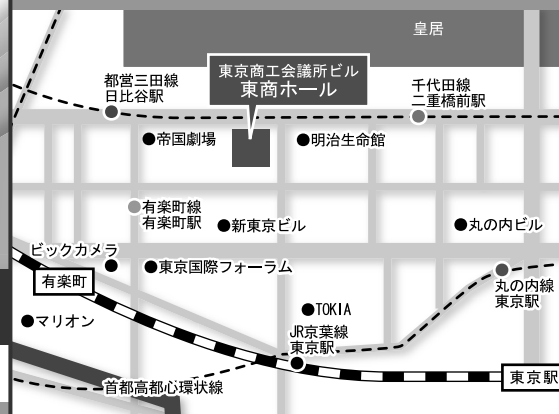 皇居
東京商工会議所ビル
東商ホール
都営三田線
日比谷駅
千代田線
二重橋前駅
●帝国劇場
●明治生命館
有楽町線
有楽町駅
●新東京ビル
●丸の内ビル
ビックカメラ
●東京国際フォーラム
有楽町
丸の内線
東京駅
●マリオン
●TOKIA
JR京葉線
東京駅
東京駅
首都高都心環状線